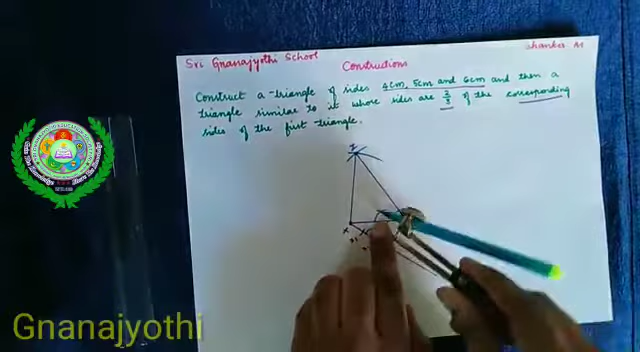 Sri Gnanajyothi School
Shanker M
Constructions
Construct a triangle of sides 4cm, 5cm and 6cm and then a
triangle similar to it whose sides are 2/3 of the corresponding
sides of the first triangle.
Gnanajyothi